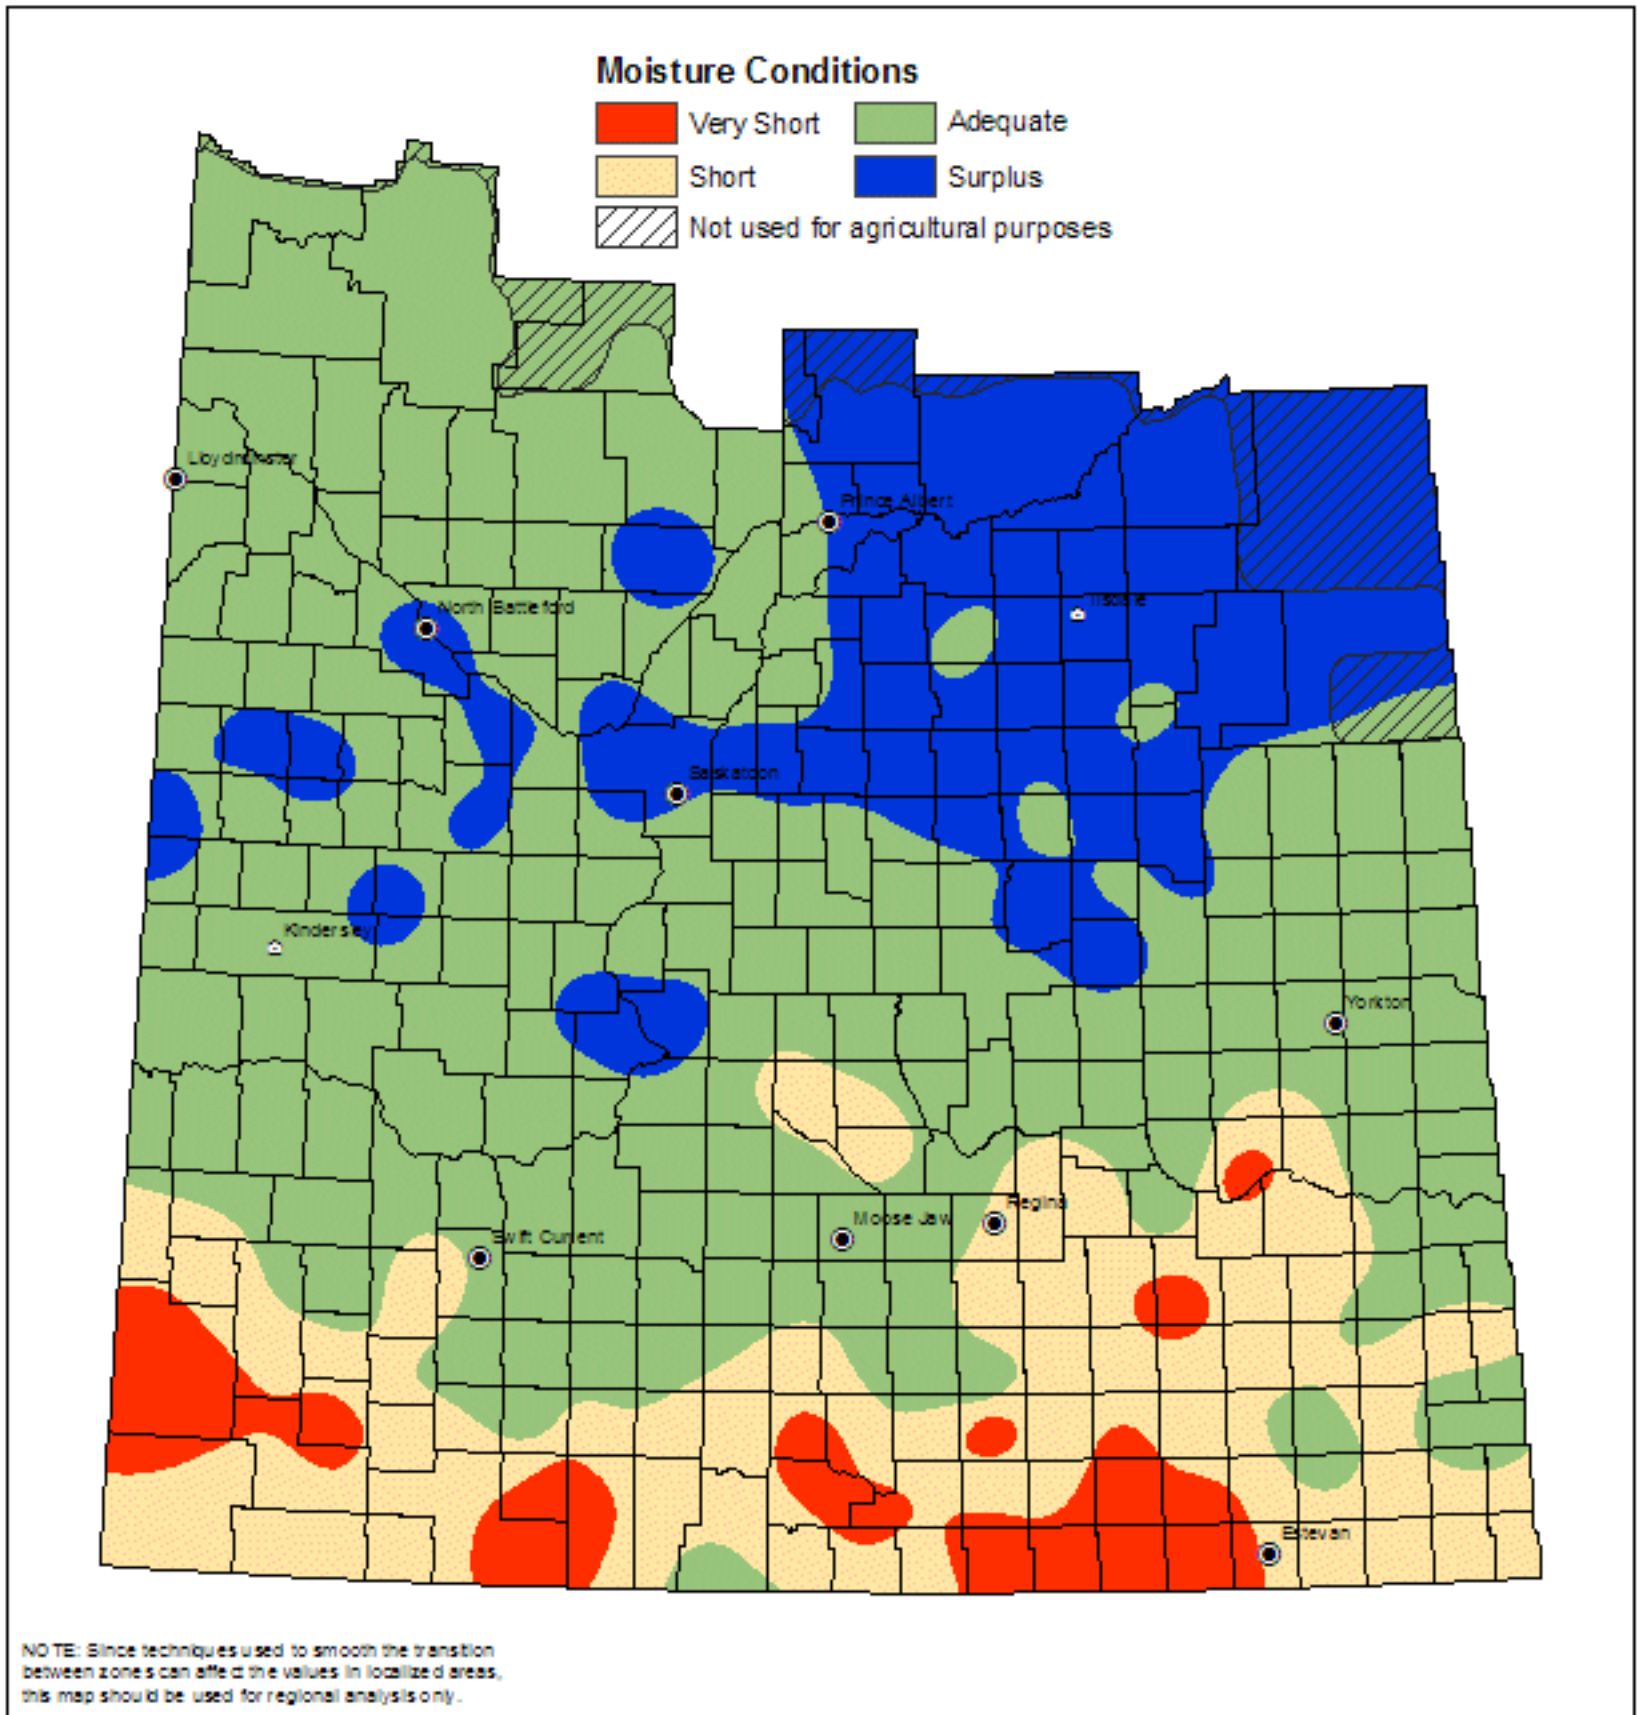 Moisture Conditions
Very Short
Adequate
Short
Surplus
Not used for agricultural purposes
Lloydminster
Prince Albert
North Battleford
Tisdale
Saskatoon
Kindersley
Yorkton
Regina
Moose Jaw
Swift Current
Estevan
NOTE: Since techniques used to smooth the transition
between zones can affect the values in localized areas,
this map should be used for regional analysis only.